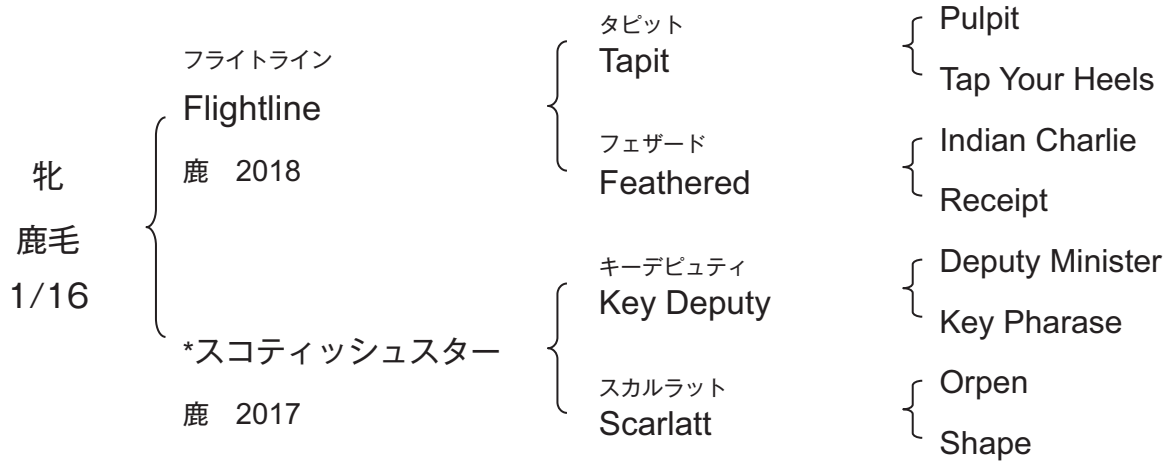 牝
鹿毛
1/16
フライトライン
Flightline
鹿　2018
*スコティッシュスター
鹿　2017
タピット
Tapit
フェザード
Feathered
キーデピュティ
Key Deputy
スカルラット
Scarlatt
Pulpit
Tap Your Heels
Indian Charlie
Receipt
Deputy Minister
Key Pharase
Orpen
Shape